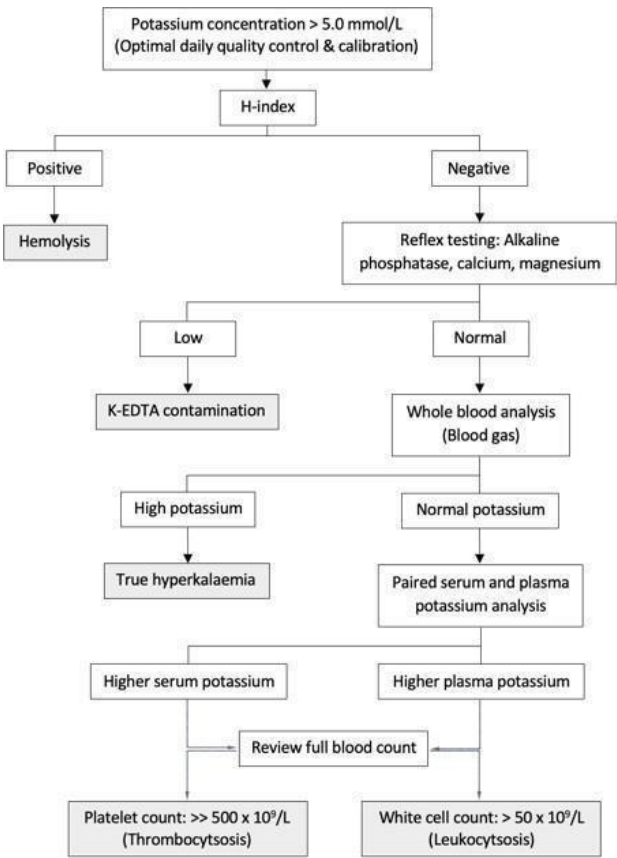 Potassium concentration > 5.0 mmol/L
(Optimal daily quality control & calibration)
H-index
Positive
Negative
Hemolysis
Reflex testing: Alkaline
phosphatase, calcium, magnesium
Low
Normal
K-EDTA contamination
Whole blood analysis
(Blood gas)
High potassium
Normal potassium
True hyperkalaemia
Paired serum and plasma
potassium analysis
Higher serum potassium
Higher plasma potassium
Review full blood count
Platelet count: >> 500 x 10⁹/L
(Thrombocytsosis)
White cell count: > 50 x 10⁹/L
(Leukocytsosis)